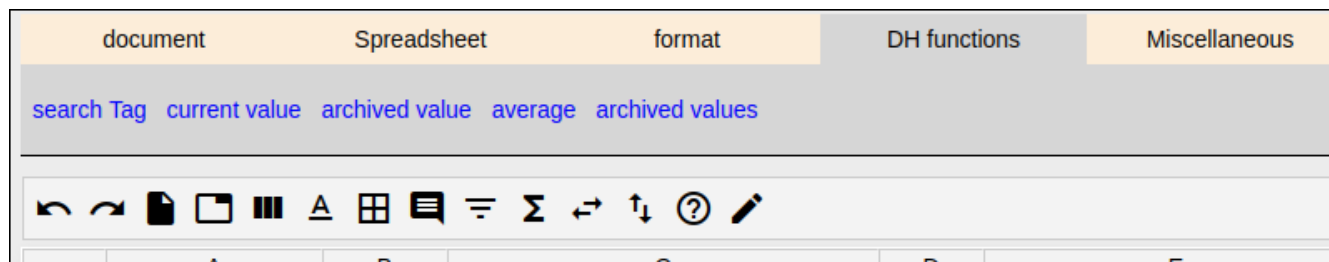 document Spreadsheet format DH functions Miscellaneous
search Tag current value archived value average archived values